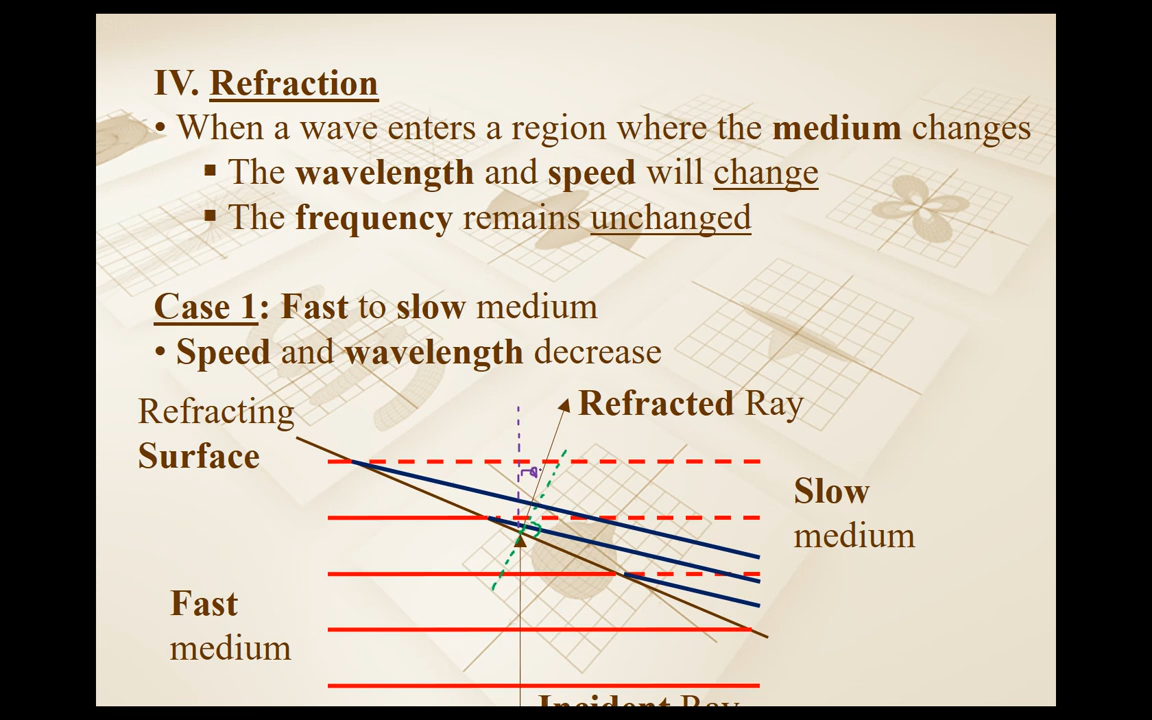 IV. Refraction
• When a wave enters a region where the medium changes
▪ The wavelength and speed will change
▪ The frequency remains unchanged
Case 1: Fast to slow medium
• Speed and wavelength decrease
Refracting
Surface
Refracted Ray
Slow
medium
Fast
medium
Incident Ray